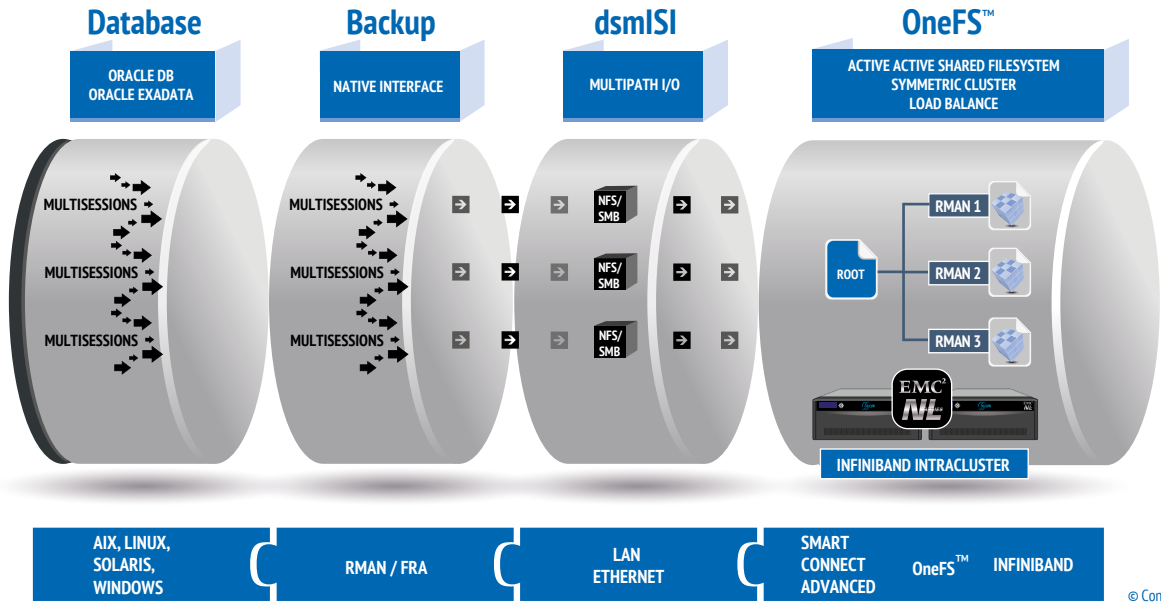 Database
Backup
dsmISI
OneFS™
ORACLE DB
ORACLE EXADATA
NATIVE INTERFACE
MULTIPATH I/O
ACTIVE ACTIVE SHARED FILESYSTEM
SYMMETRIC CLUSTER
LOAD BALANCE
MULTISESSIONS
MULTISESSIONS
MULTISESSIONS
MULTISESSIONS
MULTISESSIONS
MULTISESSIONS
NFS/
SMB
NFS/
SMB
NFS/
SMB
ROOT
RMAN 1
RMAN 2
RMAN 3
EMC²
NL
INFINIBAND INTRACLUSTER
AIX, LINUX,
SOLARIS,
WINDOWS
RMAN / FRA
LAN
ETHERNET
SMART
CONNECT
ADVANCED
OneFS™
INFINIBAND
© Con